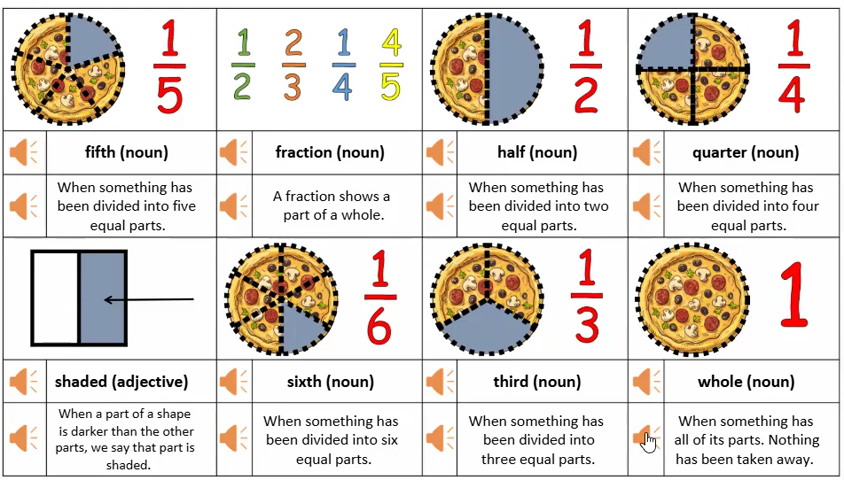 1
5
1 2 1 4
2 3 4 5
1
2
1
4
fifth (noun)
fraction (noun)
half (noun)
quarter (noun)
When something has
been divided into five
equal parts.
A fraction shows a
part of a whole.
When something has
been divided into two
equal parts.
When something has
been divided into four
equal parts.
1
6
1
3
1
shaded (adjective)
sixth (noun)
third (noun)
whole (noun)
When a part of a shape
is darker than the other
parts, we say that part is
shaded.
When something has
been divided into six
equal parts.
When something has
been divided into
three equal parts.
When something has
all of its parts. Nothing
has been taken away.